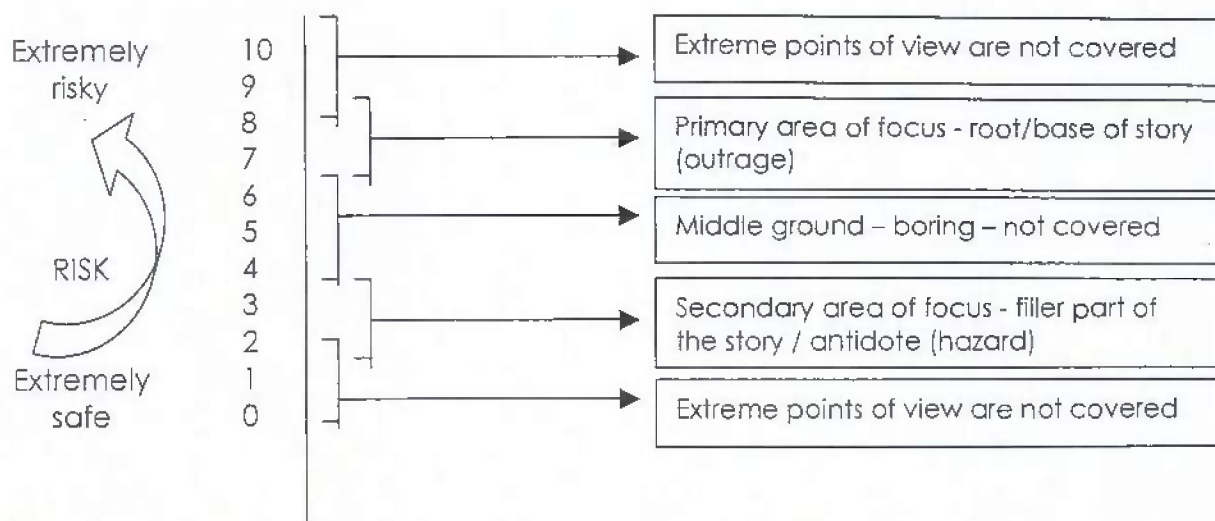 Extremely
risky
10
9
8
7
6
5
4
3
2
1
0
RISK
Extremely
safe
Extreme points of view are not covered
Primary area of focus - root/base of story
(outrage)
Middle ground – boring – not covered
Secondary area of focus - filler part of
the story / antidote (hazard)
Extreme points of view are not covered